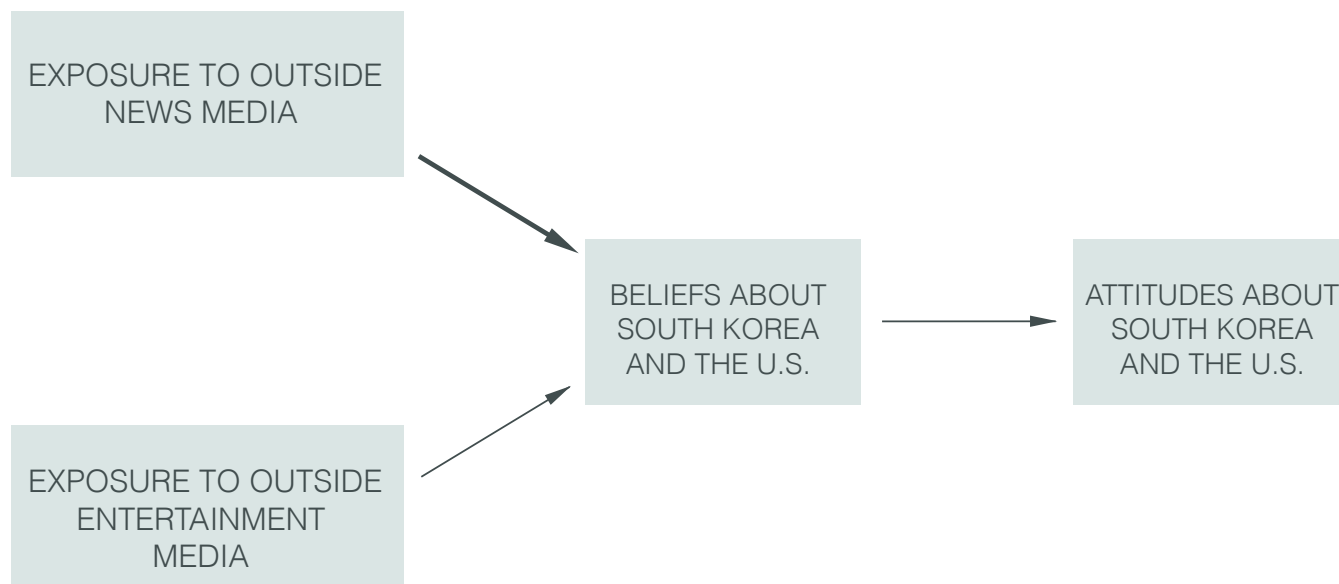 EXPOSURE TO OUTSIDE
NEWS MEDIA
BELIEFS ABOUT
SOUTH KOREA
AND THE U.S.
ATTITUDES ABOUT
SOUTH KOREA
AND THE U.S.
EXPOSURE TO OUTSIDE
ENTERTAINMENT
MEDIA